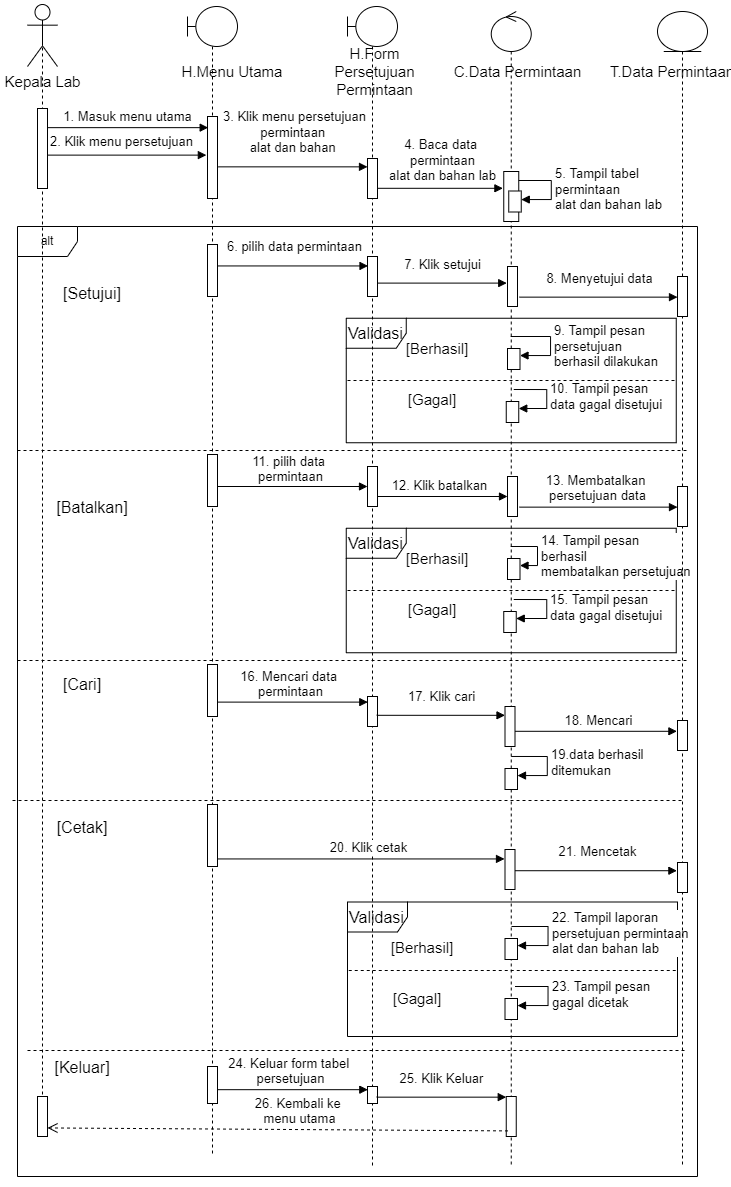 Kepala Lab
H.Menu Utama
H.Form
Persetujuan
Permintaan
C.Data Permintaan
T.Data Permintaan
1. Masuk menu utama
2. Klik menu persetujuan
3. Klik menu persetujuan
permintaan
alat dan bahan
4. Baca data
permintaan
alat dan bahan lab
5. Tampil tabel
permintaan
alat dan bahan lab
alt
[Setujui]
6. pilih data permintaan
7. Klik setujui
8. Menyetujui data
Validasi
[Berhasil]
9. Tampil pesan
persetujuan
berhasil dilakukan
[Gagal]
10. Tampil pesan
data gagal disetujui
[Batalkan]
11. pilih data
permintaan
12. Klik batalkan
13. Membatalkan
persetujuan data
Validasi
[Berhasil]
14. Tampil pesan
berhasil
membatalkan persetujuan
[Gagal]
15. Tampil pesan
data gagal disetujui
[Cari]
16. Mencari data
permintaan
17. Klik cari
18. Mencari
19.data berhasil
ditemukan
[Cetak]
20. Klik cetak
21. Mencetak
Validasi
[Berhasil]
22. Tampil laporan
persetujuan permintaan
alat dan bahan lab
[Gagal]
23. Tampil pesan
gagal dicetak
[Keluar]
24. Keluar form tabel
persetujuan
25. Klik Keluar
26. Kembali ke
menu utama